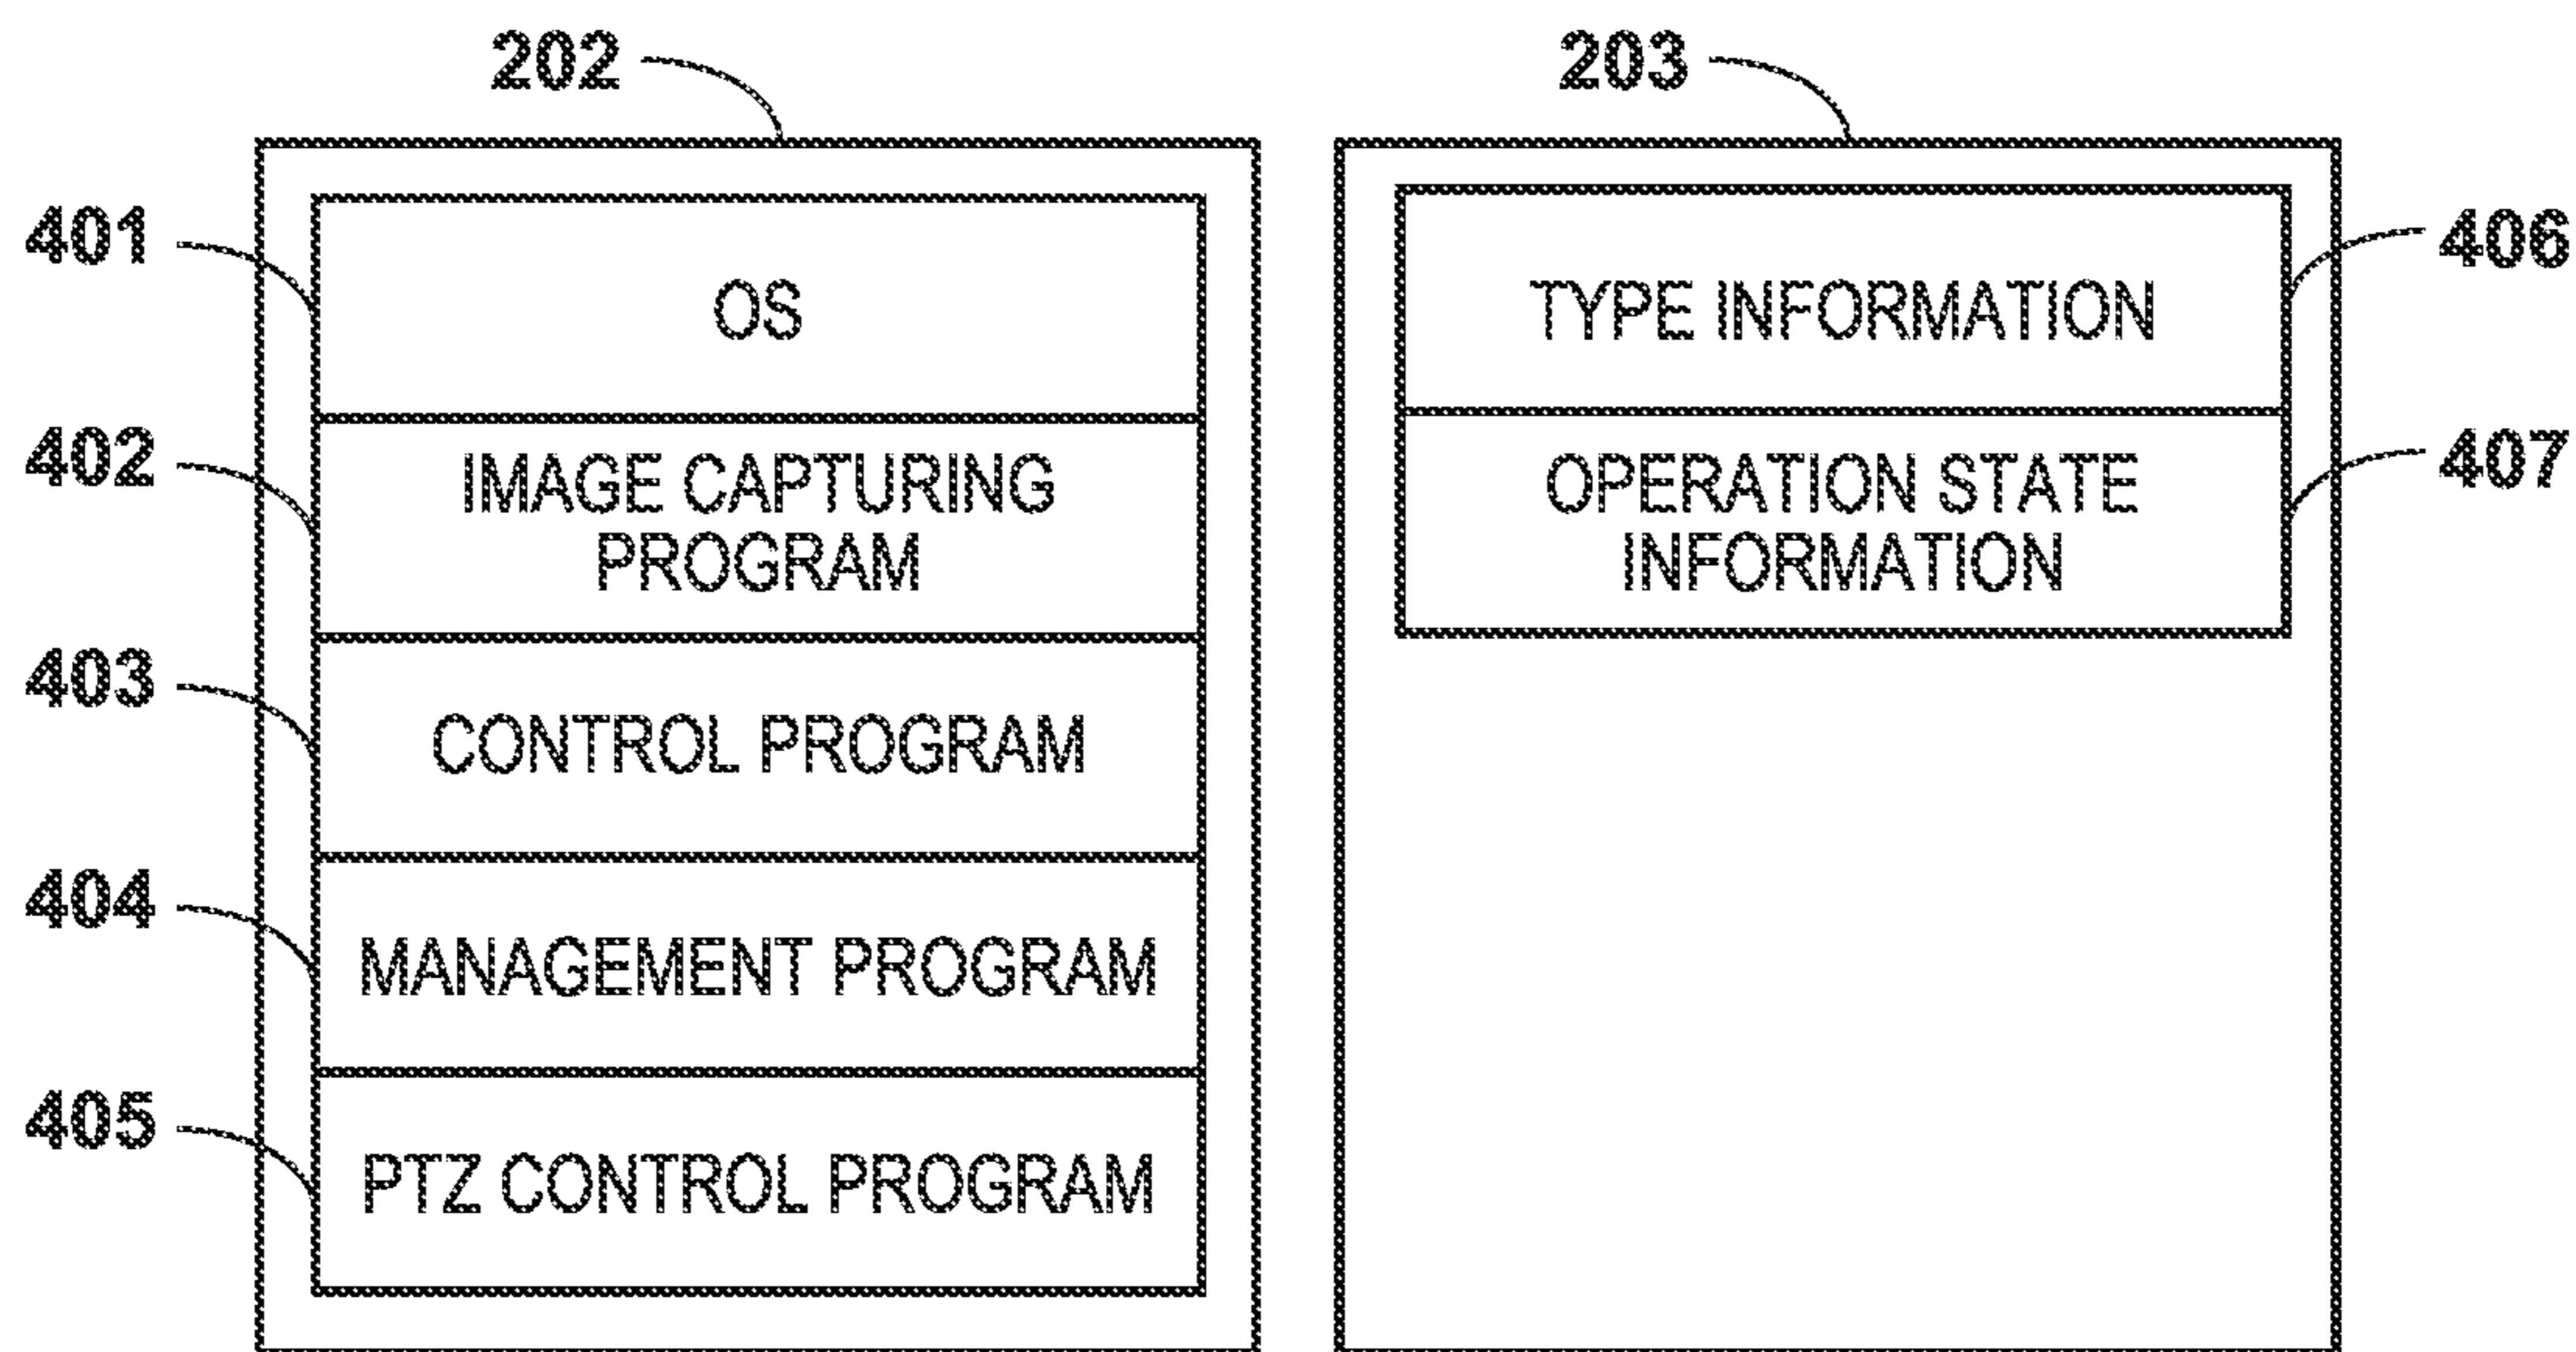 202
401
OS
402
IMAGE CAPTURING
PROGRAM
403
CONTROL PROGRAM
404
MANAGEMENT PROGRAM
405
PTZ CONTROL PROGRAM
203
TYPE INFORMATION
406
OPERATION STATE
INFORMATION
407